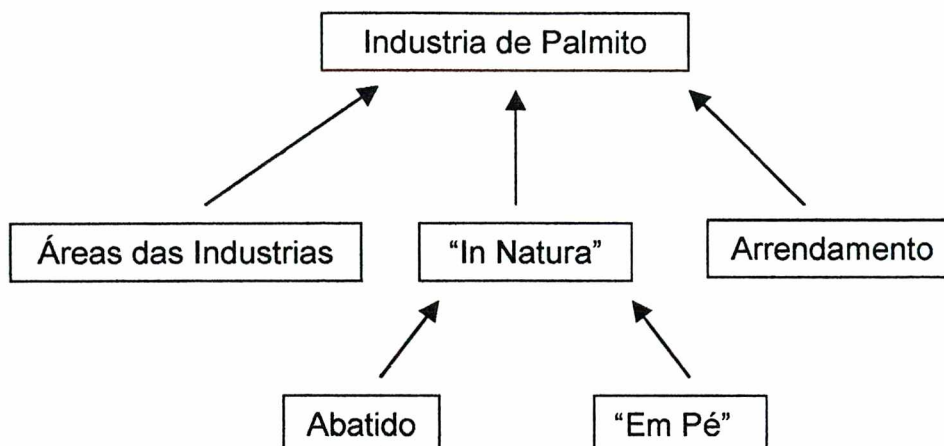 Industria de Palmito
Áreas das Industrias
“In Natura”
Arrendamento
Abatido
“Em Pé”